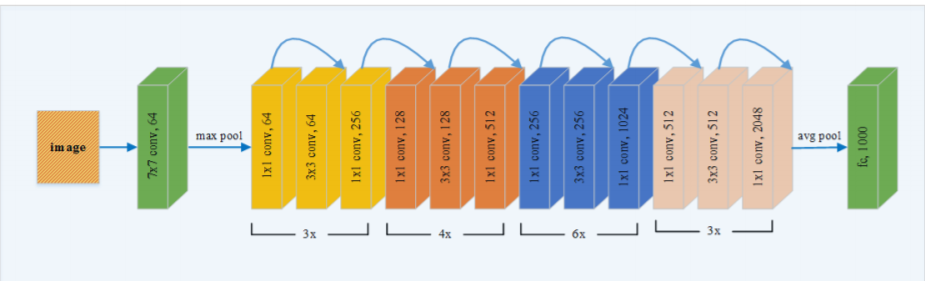 image
7x7 conv, 64
max pool
1x1 conv, 64
3x3 conv, 64
1x1 conv, 256
1x1 conv, 128
3x3 conv, 128
1x1 conv, 512
1x1 conv, 256
3x3 conv, 256
1x1 conv, 1024
1x1 conv, 512
3x3 conv, 512
1x1 conv, 2048
avg pool
fc, 1000
3x
4x
6x
3x